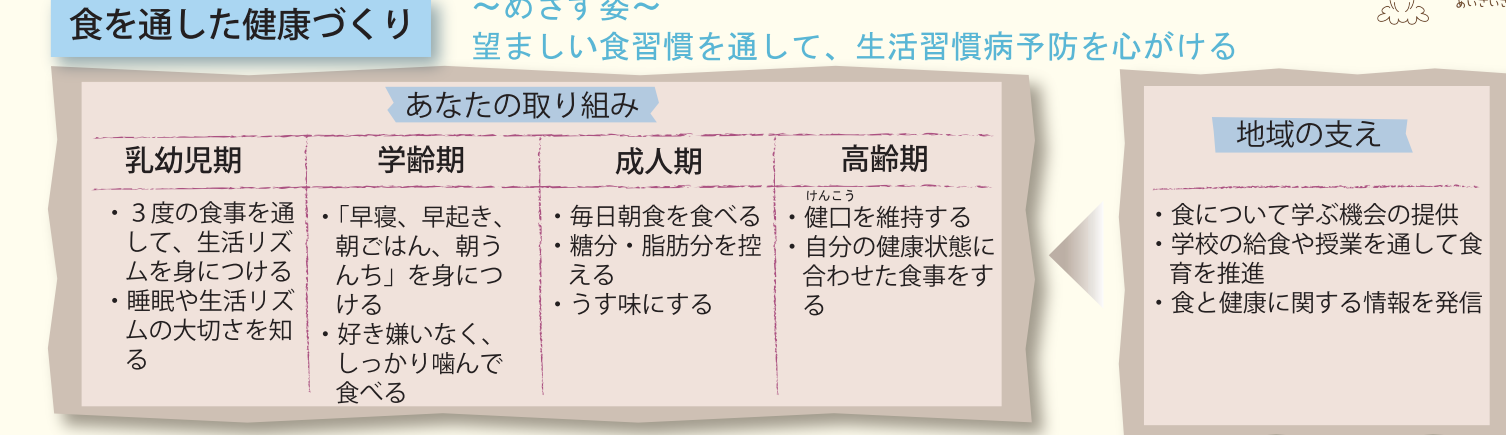 食を通した健康づくり
～めざす姿～
望ましい食習慣を通して、生活習慣病予防を心がける
あなたの取り組み
乳幼児期
・３度の食事を通
して、生活リズ
ムを身につける
・睡眠や生活リズ
ムの大切さを知
る
学齢期
・「早寝、早起き、
朝ごはん、朝う
んち」を身につ
ける
・好き嫌いなく、
しっかり噛んで
食べる
成人期
・毎日朝食を食べる
・糖分・脂肪分を控
える
・うす味にする
高齢期
けんこう
・健口を維持する
・自分の健康状態に
合わせた食事をす
る
地域の支え
・食について学ぶ機会の提供
・学校の給食や授業を通して食
育を推進
・食と健康に関する情報を発信